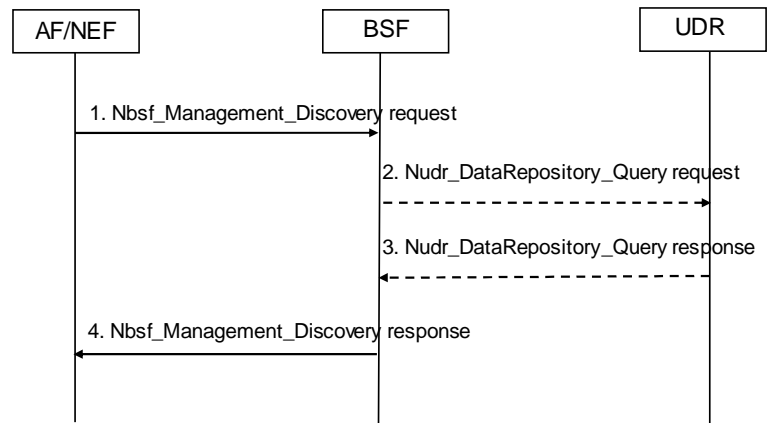 AF/NEF
BSF
UDR
1. Nbsf_Management_Discovery request
2. Nudr_DataRepository_Query request
3. Nudr_DataRepository_Query response
4. Nbsf_Management_Discovery response